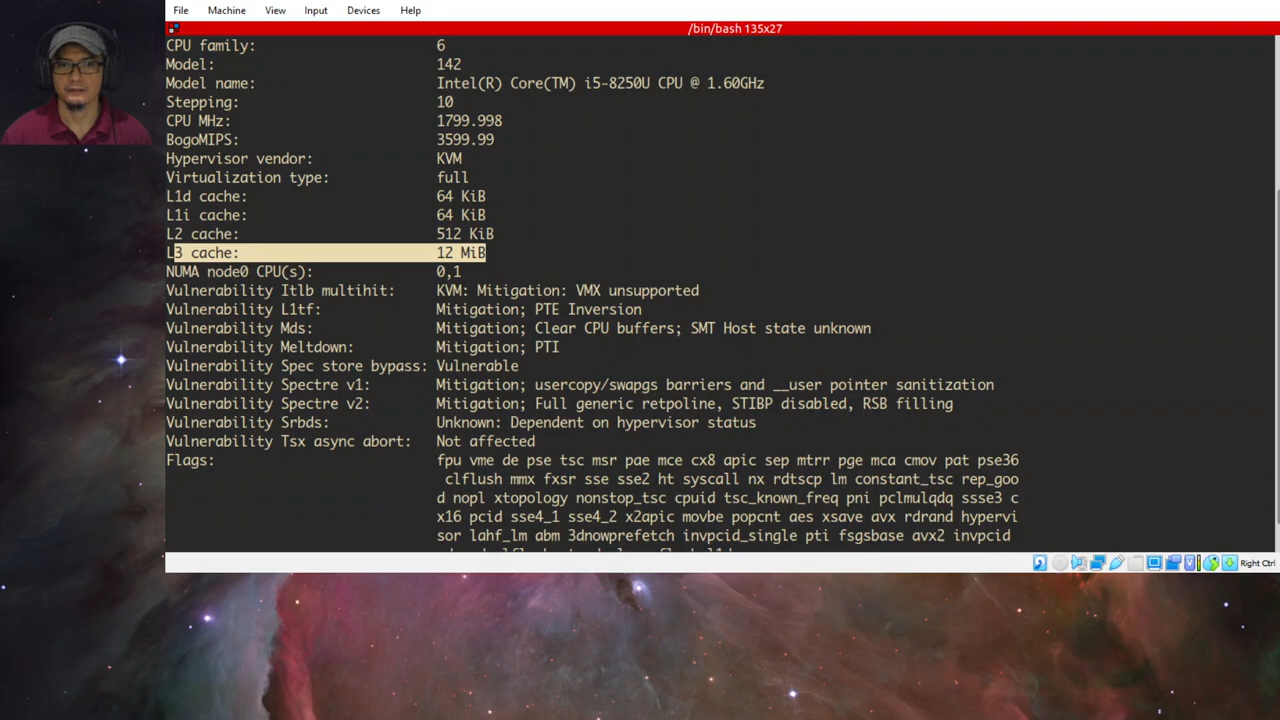 File Machine View Input Devices Help
/bin/bash 135x27
CPU family: 6
Model: 142
Model name: Intel(R) Core(TM) i5-8250U CPU @ 1.60GHz
Stepping: 10
CPU MHz: 1799.998
BogoMIPS: 3599.99
Hypervisor vendor: KVM
Virtualization type: full
L1d cache: 64 KiB
L1i cache: 64 KiB
L2 cache: 512 KiB
L3 cache: 12 MiB
NUMA node0 CPU(s): 0,1
Vulnerability Itlb multihit: KVM: Mitigation: VMX unsupported
Vulnerability L1tf: Mitigation; PTE Inversion
Vulnerability Mds: Mitigation; Clear CPU buffers; SMT Host state unknown
Vulnerability Meltdown: Mitigation; PTI
Vulnerability Spec store bypass: Vulnerable
Vulnerability Spectre v1: Mitigation; usercopy/swapgs barriers and __user pointer sanitization
Vulnerability Spectre v2: Mitigation; Full generic retpoline, STIBP disabled, RSB filling
Vulnerability Srbds: Unknown: Dependent on hypervisor status
Vulnerability Tsx async abort: Not affected
Flags: fpu vme de pse tsc msr pae mce cx8 apic sep mtrr pge mca cmov pat pse36
clflush mmx fxsr sse sse2 ht syscall nx rdtscp lm constant_tsc rep_goo
d nopl xtopology nonstop_tsc cpuid tsc_known_freq pni pclmulqdq ssse3 c
x16 pcid sse4_1 sse4_2 x2apic movbe popcnt aes xsave avx rdrand hypervi
sor lahf_lm abm 3dnowprefetch invpcid_single pti fsgsbase avx2 invpcid
Right Ctrl